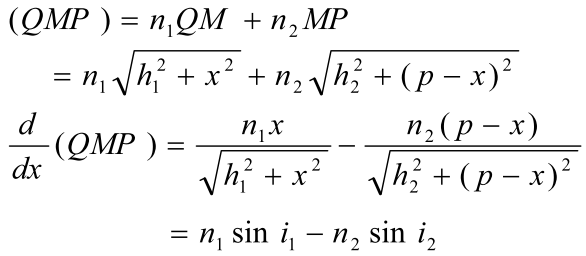 (QMP ) = n₁QM + n₂MP
= n₁√(h₁² + x²) + n₂√(h₂² + (p − x)²)
d/dx (QMP ) = n₁x / √(h₁² + x²) − n₂(p − x) / √(h₂² + (p − x)²)
= n₁ sin i₁ − n₂ sin i₂